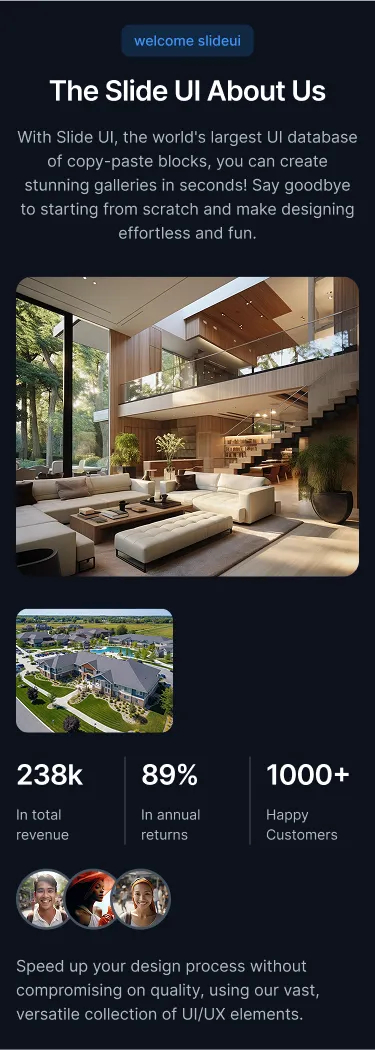 welcome slideui
The Slide UI About Us
With Slide UI, the world's largest UI database
of copy-paste blocks, you can create
stunning galleries in seconds! Say goodbye
to starting from scratch and make designing
effortless and fun.
238k
In total
revenue
89%
In annual
returns
1000+
Happy
Customers
Speed up your design process without
compromising on quality, using our vast,
versatile collection of UI/UX elements.